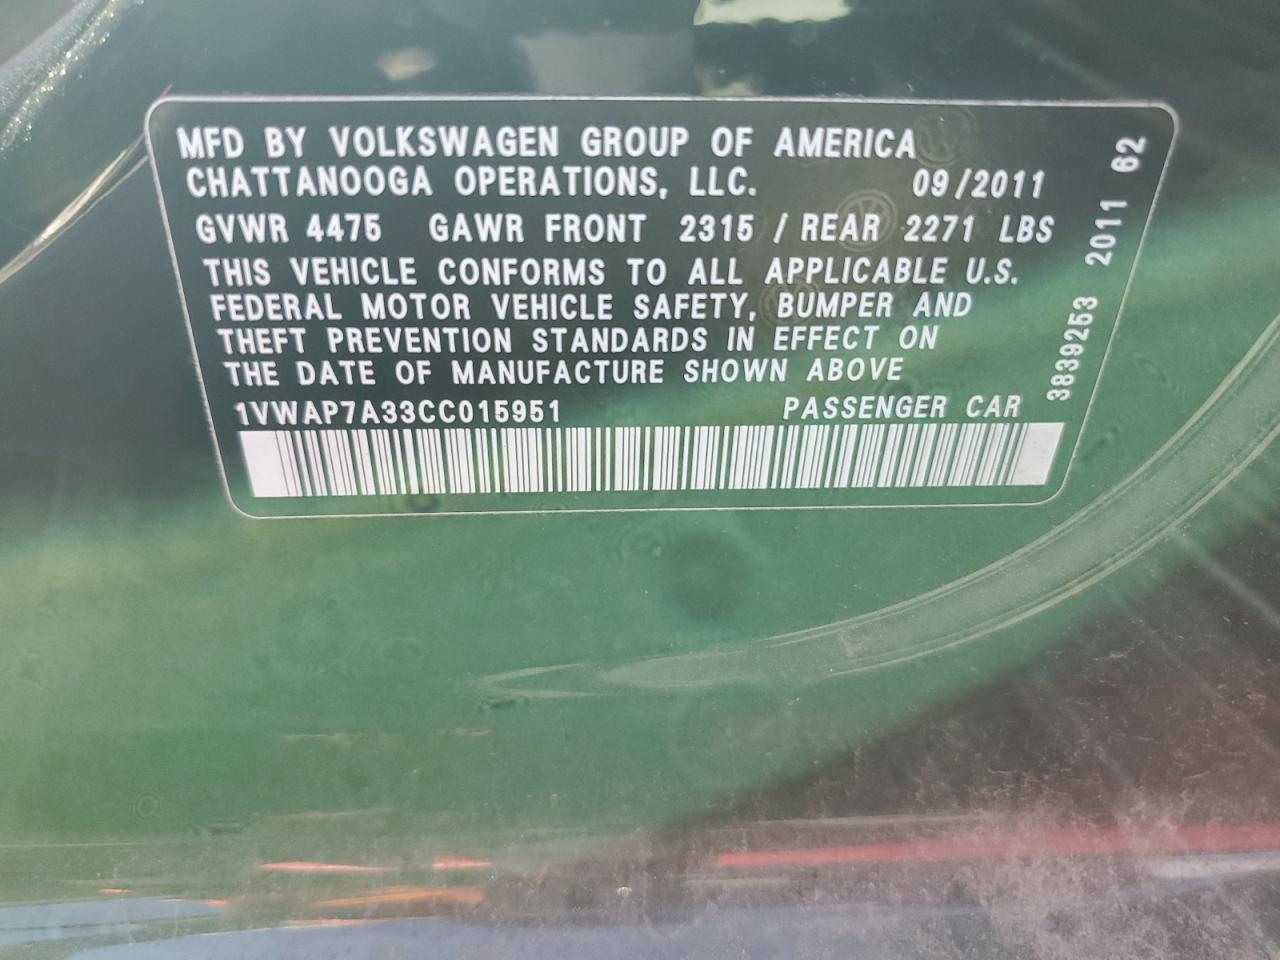 MFD BY VOLKSWAGEN GROUP OF AMERICA
CHATTANOOGA OPERATIONS, LLC. 09/2011
GVWR 4475 GAWR FRONT 2315 / REAR 2271 LBS
THIS VEHICLE CONFORMS TO ALL APPLICABLE U.S.
FEDERAL MOTOR VEHICLE SAFETY, BUMPER AND
THEFT PREVENTION STANDARDS IN EFFECT ON
THE DATE OF MANUFACTURE SHOWN ABOVE
1VWAP7A33CC015951 PASSENGER CAR
3839253 2011 62